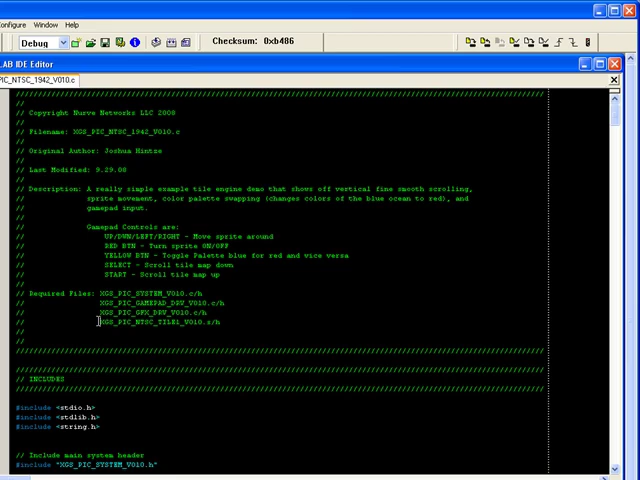 Configure Window Help
Debug
Checksum: 0xb486
LAB IDE Editor
PIC_NTSC_1942_V010.c
////////////////////////////////////////////////////////////////////////////////
//
// Copyright Nurve Networks LLC 2008
//
// Filename: XGS_PIC_NTSC_1942_V010.c
//
// Original Author: Joshua Hintze
//
// Last Modified: 9.29.08
//
// Description: A really simple example tile engine demo that shows off vertical fine smooth scrolling,
// sprite movement, color palette swapping (changes colors of the blue ocean to red), and
// gamepad input.
//
// Gamepad Controls are:
// UP/DWN/LEFT/RIGHT - Move sprite around
// RED BTN - Turn sprite ON/OFF
// YELLOW BTN - Toggle Palette blue for red and vice versa
// SELECT - Scroll tile map down
// START - Scroll tile map up
//
// Required Files: XGS_PIC_SYSTEM_V010.c/h
// XGS_PIC_GAMEPAD_DRV_V010.c/h
// XGS_PIC_GFX_DRV_V010.c/h
// XGS_PIC_NTSC_TILE1_V010.s/h
//
//
////////////////////////////////////////////////////////////////////////////////
////////////////////////////////////////////////////////////////////////////////
// INCLUDES
////////////////////////////////////////////////////////////////////////////////
#include <stdio.h>
#include <stdlib.h>
#include <string.h>
// Include main system header
#include "XGS_PIC_SYSTEM_V010.h"